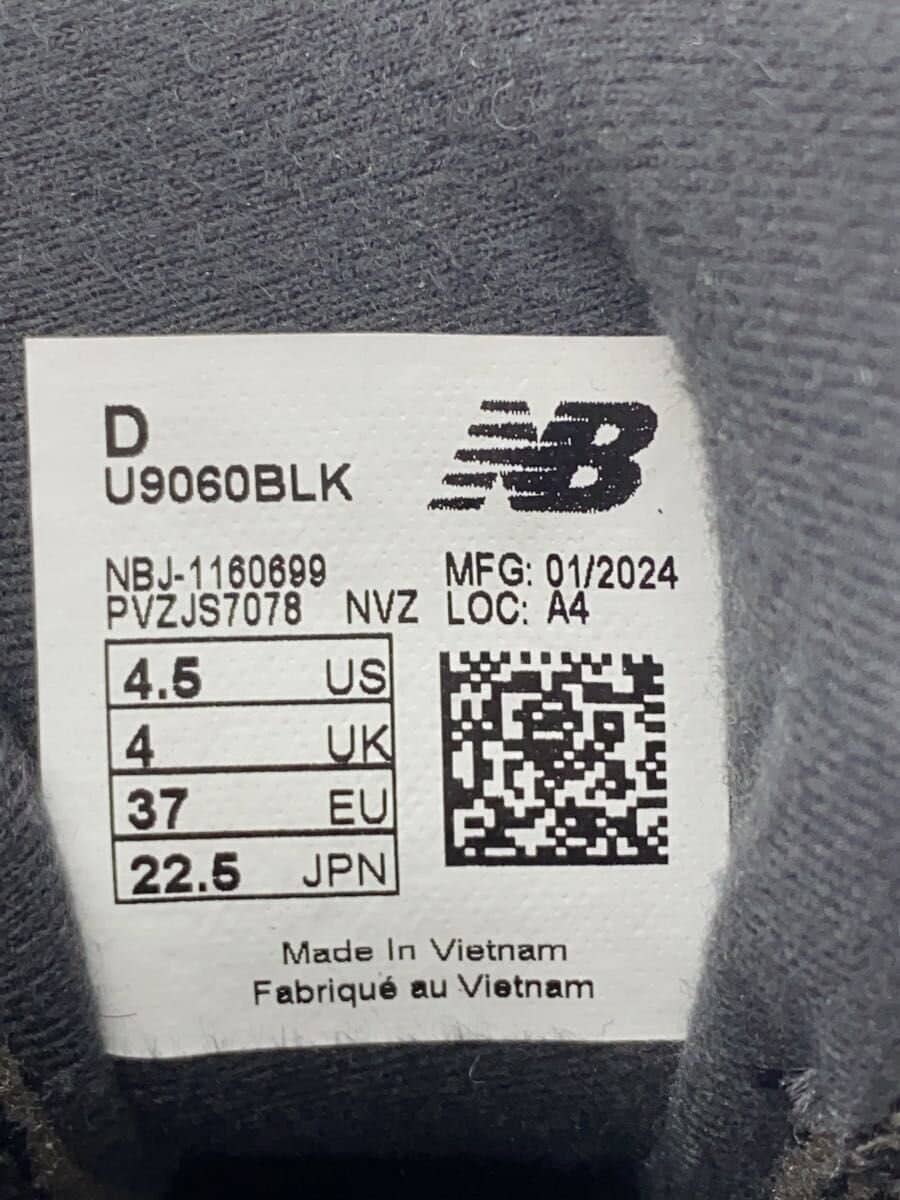 D
NB
U9060BLK
NBJ-1160699
MFG: 01/2024
PVZJS7078 NVZ
LOC: A4
4.5 US
4 UK
37 EU
22.5 JPN
Made In Vietnam
Fabriqué au Vietnam